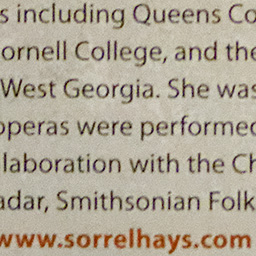 s including Queens Co
ornell College, and the
West Georgia. She was
operas were performed
llaboration with the Ch
adar, Smithsonian Folk
www.sorrelhays.com